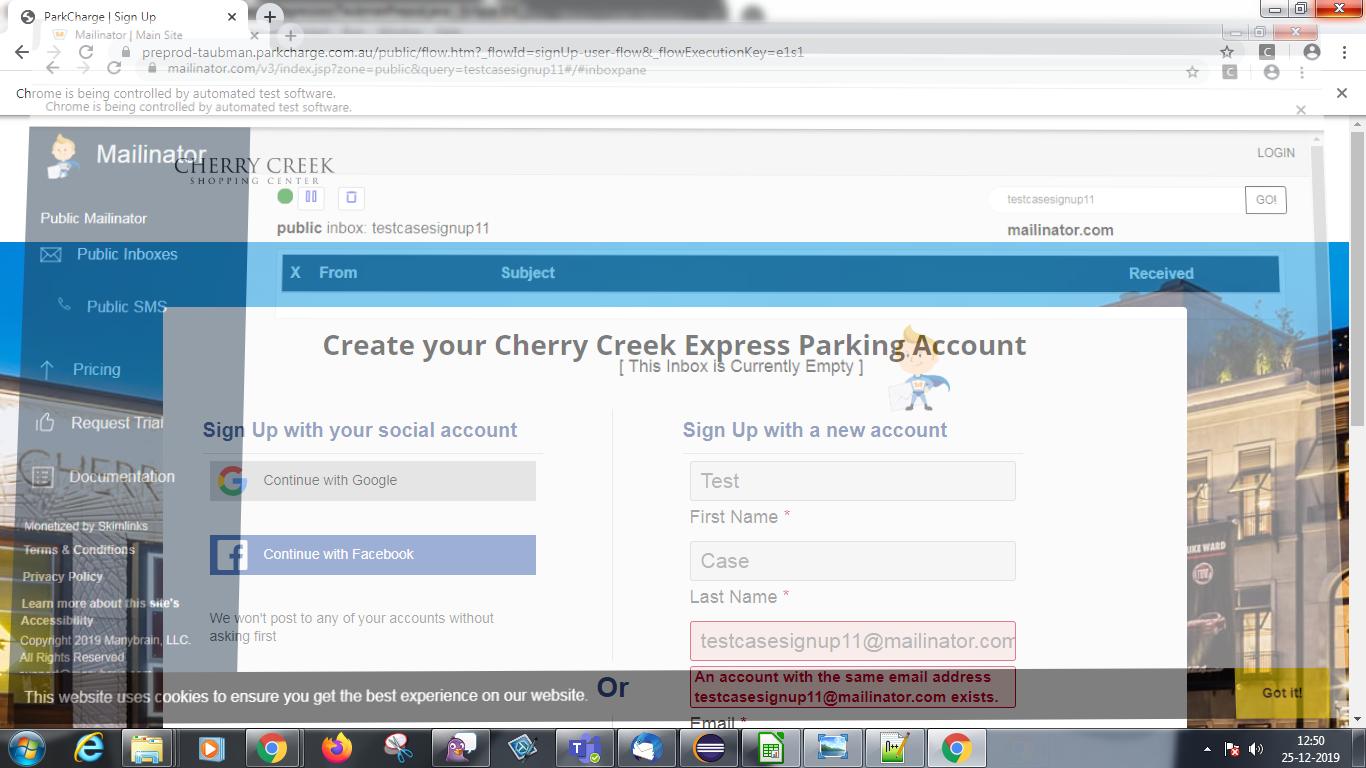 ParkCharge | Sign Up
Mailinator | Main Site
preprod-taubman.parkcharge.com.au/public/flow.htm?_flowId=signUp-user-flow&_flowExecutionKey=e1s1
mailinator.com/v3/index.jsp?zone=public&query=testcasesignup11#/#inboxpane
Chrome is being controlled by automated test software.
Chrome is being controlled by automated test software.
Mailinator
CHERRY CREEK
SHOPPING CENTER
LOGIN
testcasesignup11
GO!
Public Mailinator
public inbox: testcasesignup11
mailinator.com
Public Inboxes
X From Subject Received
Public SMS
Create your Cherry Creek Express Parking Account
[ This Inbox is Currently Empty ]
Pricing
Request Trial
Sign Up with your social account
Sign Up with a new account
Documentation
Continue with Google
Test
First Name *
Monetized by Skimlinks
Terms & Conditions
Continue with Facebook
Case
Privacy Policy
Last Name *
Learn more about this site's
Accessibility
We won't post to any of your accounts without
asking first
Copyright 2019 Manybrain, LLC.
All Rights Reserved
testcasesignup11@mailinator.com
An account with the same email address
testcasesignup11@mailinator.com exists.
This website uses cookies to ensure you get the best experience on our website.
Or
Got it!
Email *
12:50
25-12-2019